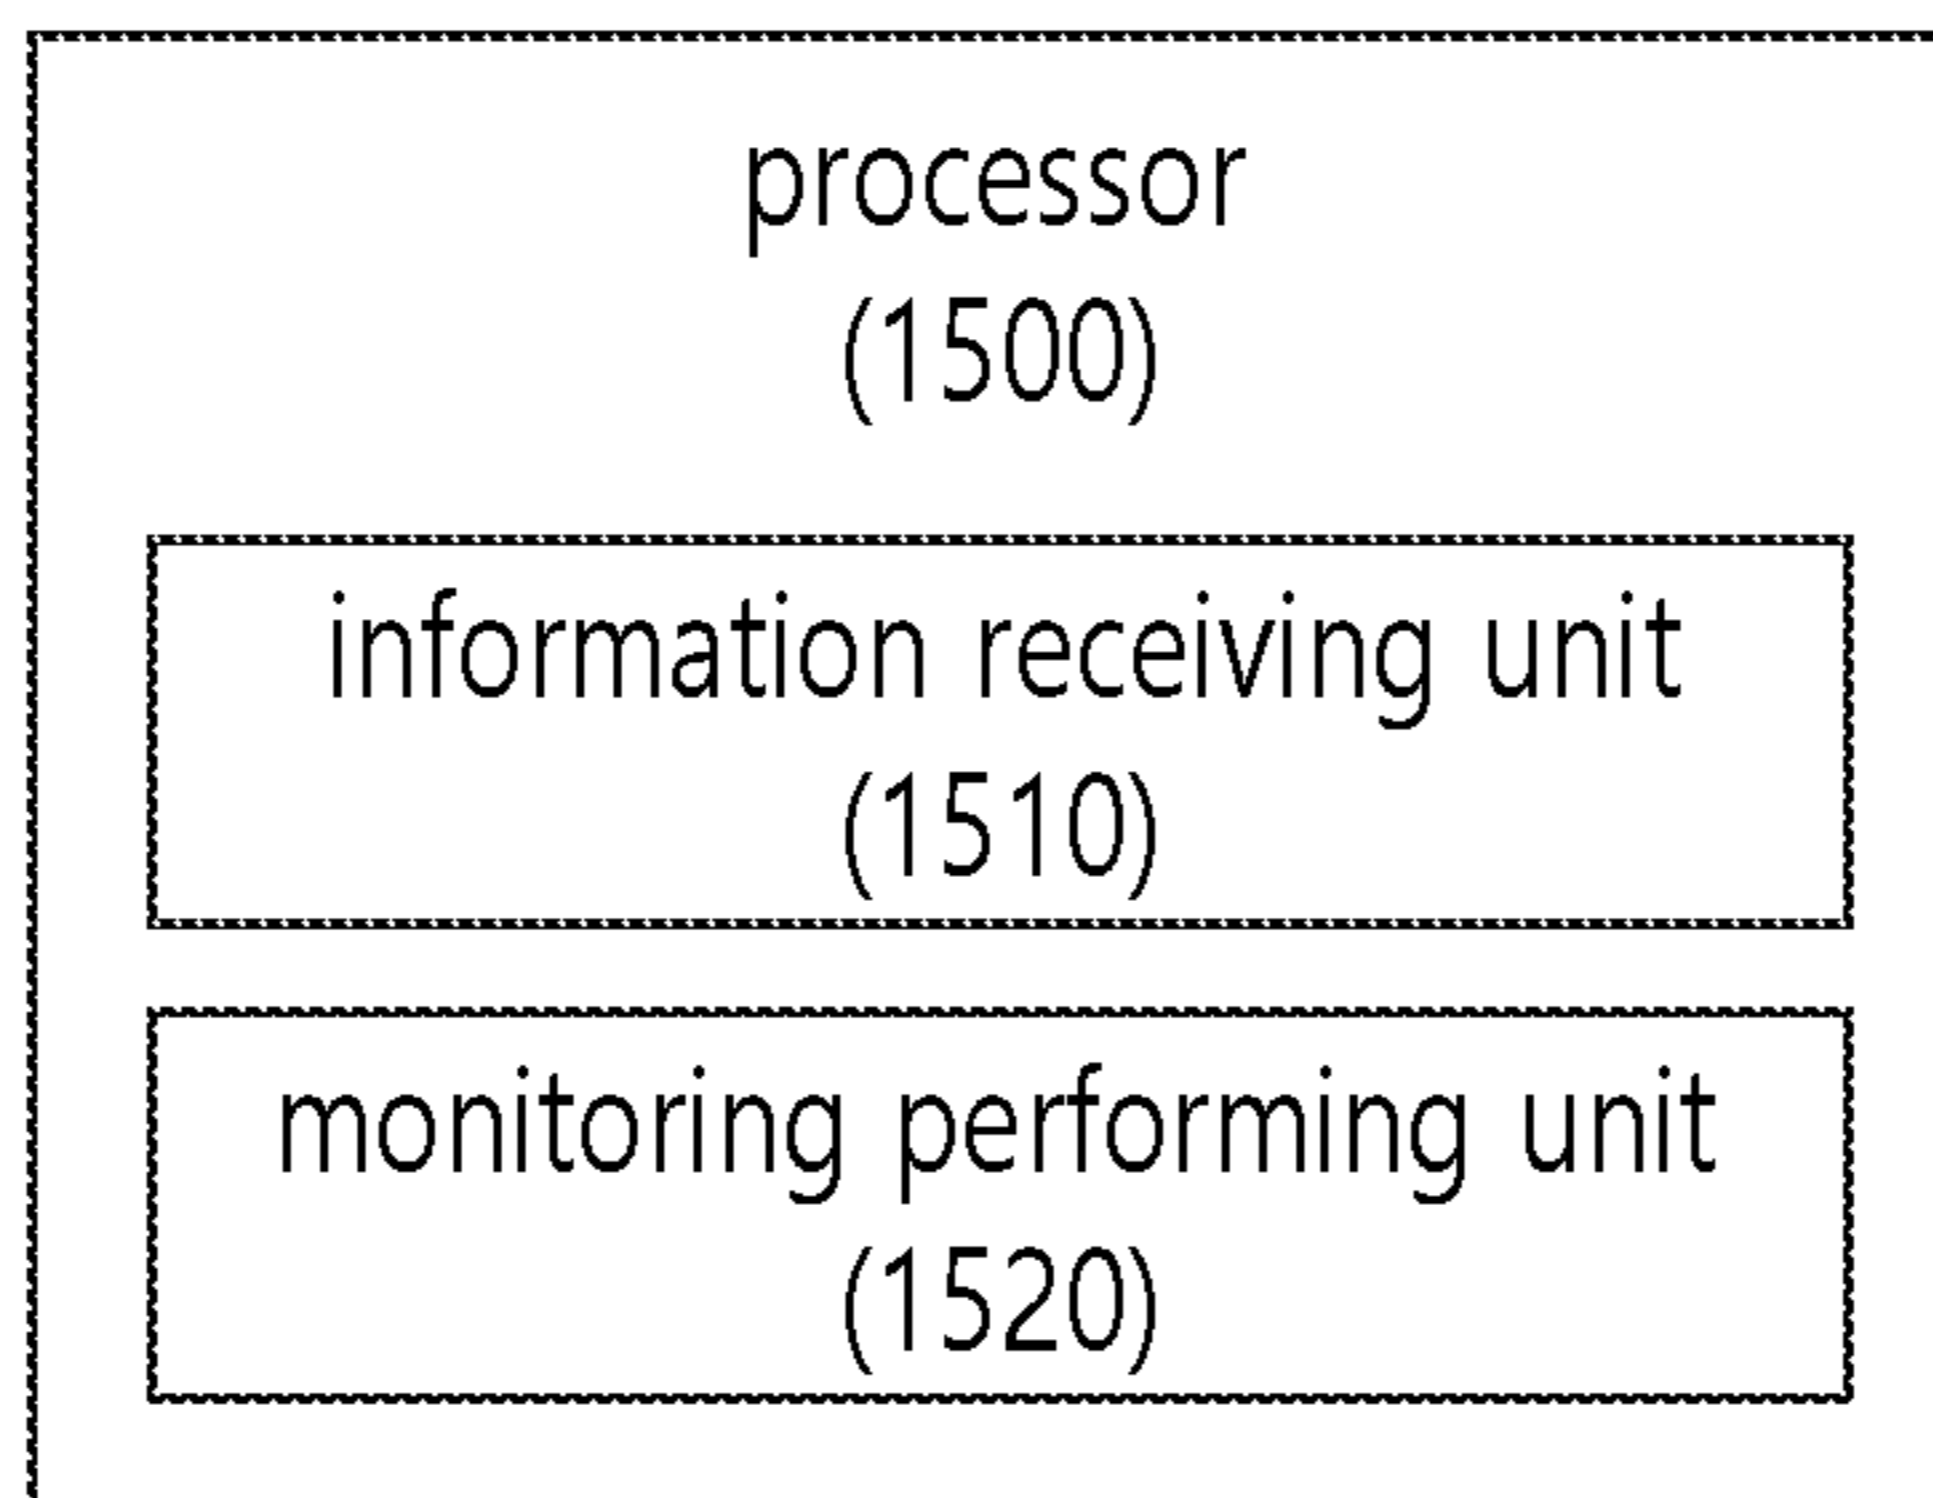 processor
(1500)
information receiving unit
(1510)
monitoring performing unit
(1520)